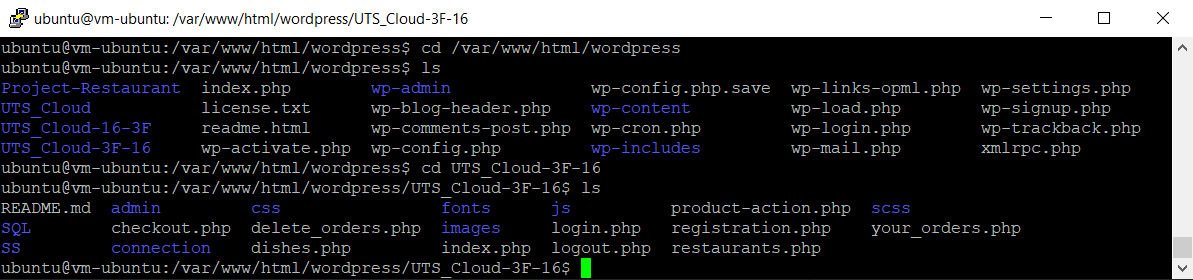 ubuntu@vm-ubuntu: /var/www/html/wordpress/UTS_Cloud-3F-16
ubuntu@vm-ubuntu:/var/www/html/wordpress$ cd /var/www/html/wordpress
ubuntu@vm-ubuntu:/var/www/html/wordpress$ ls
Project-Restaurant index.php wp-admin wp-config.php.save wp-links-opml.php wp-settings.php
UTS_Cloud license.txt wp-blog-header.php wp-content wp-load.php wp-signup.php
UTS_Cloud-16-3F readme.html wp-comments-post.php wp-cron.php wp-login.php wp-trackback.php
UTS_Cloud-3F-16 wp-activate.php wp-config.php wp-includes wp-mail.php xmlrpc.php
ubuntu@vm-ubuntu:/var/www/html/wordpress$ cd UTS_Cloud-3F-16
ubuntu@vm-ubuntu:/var/www/html/wordpress/UTS_Cloud-3F-16$ ls
README.md admin css fonts js product-action.php scss
SQL checkout.php delete_orders.php images login.php registration.php your_orders.php
SS connection dishes.php index.php logout.php restaurants.php
ubuntu@vm-ubuntu:/var/www/html/wordpress/UTS_Cloud-3F-16$